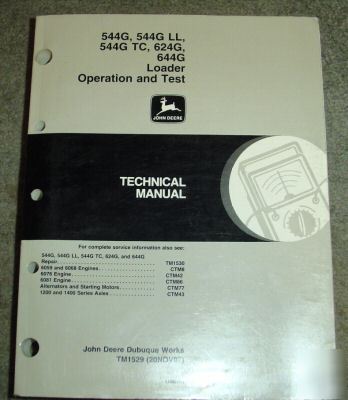 544G, 544G LL,
544G TC, 624G,
644G
Loader
Operation and Test
JOHN DEERE
TECHNICAL
MANUAL
For complete service information also see:
544G, 544G LL, 544G TC, 624G, and 644G
Repair TM1530
6059 and 6068 Engines CTM8
6076 Engine CTM42
6081 Engine CTM86
Alternators and Starting Motors CTM77
1200 and 1400 Series Axles CTM43
John Deere Dubuque Works
TM1529 (20NOV97)